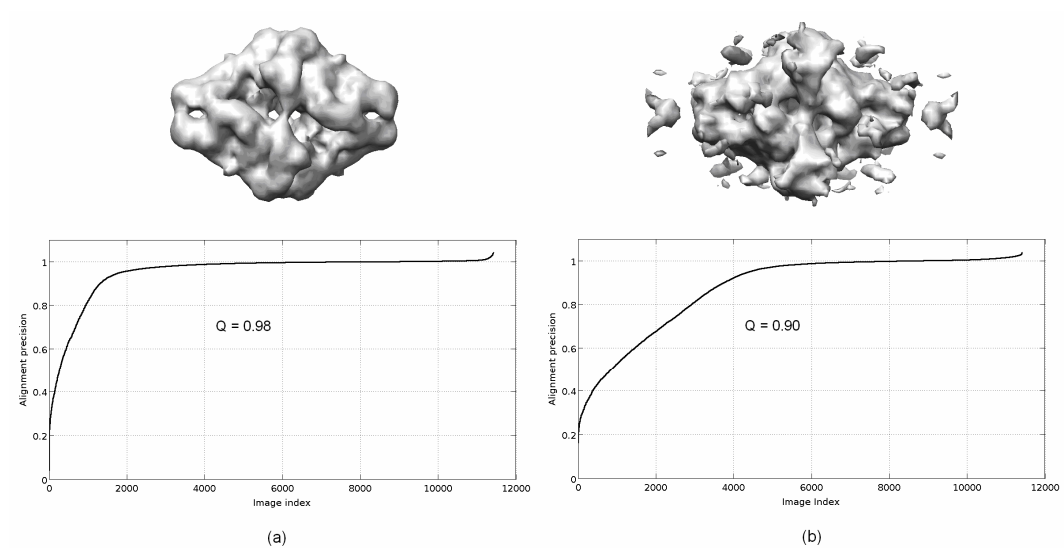 Alignment precision
1
0.8
0.6
0.4
0.2
0
Q = 0.98
0 2000 4000 6000 8000 10000 12000
Image index
(a)
Alignment precision
1
0.8
0.6
0.4
0.2
0
Q = 0.90
0 2000 4000 6000 8000 10000 12000
Image Index
(b)